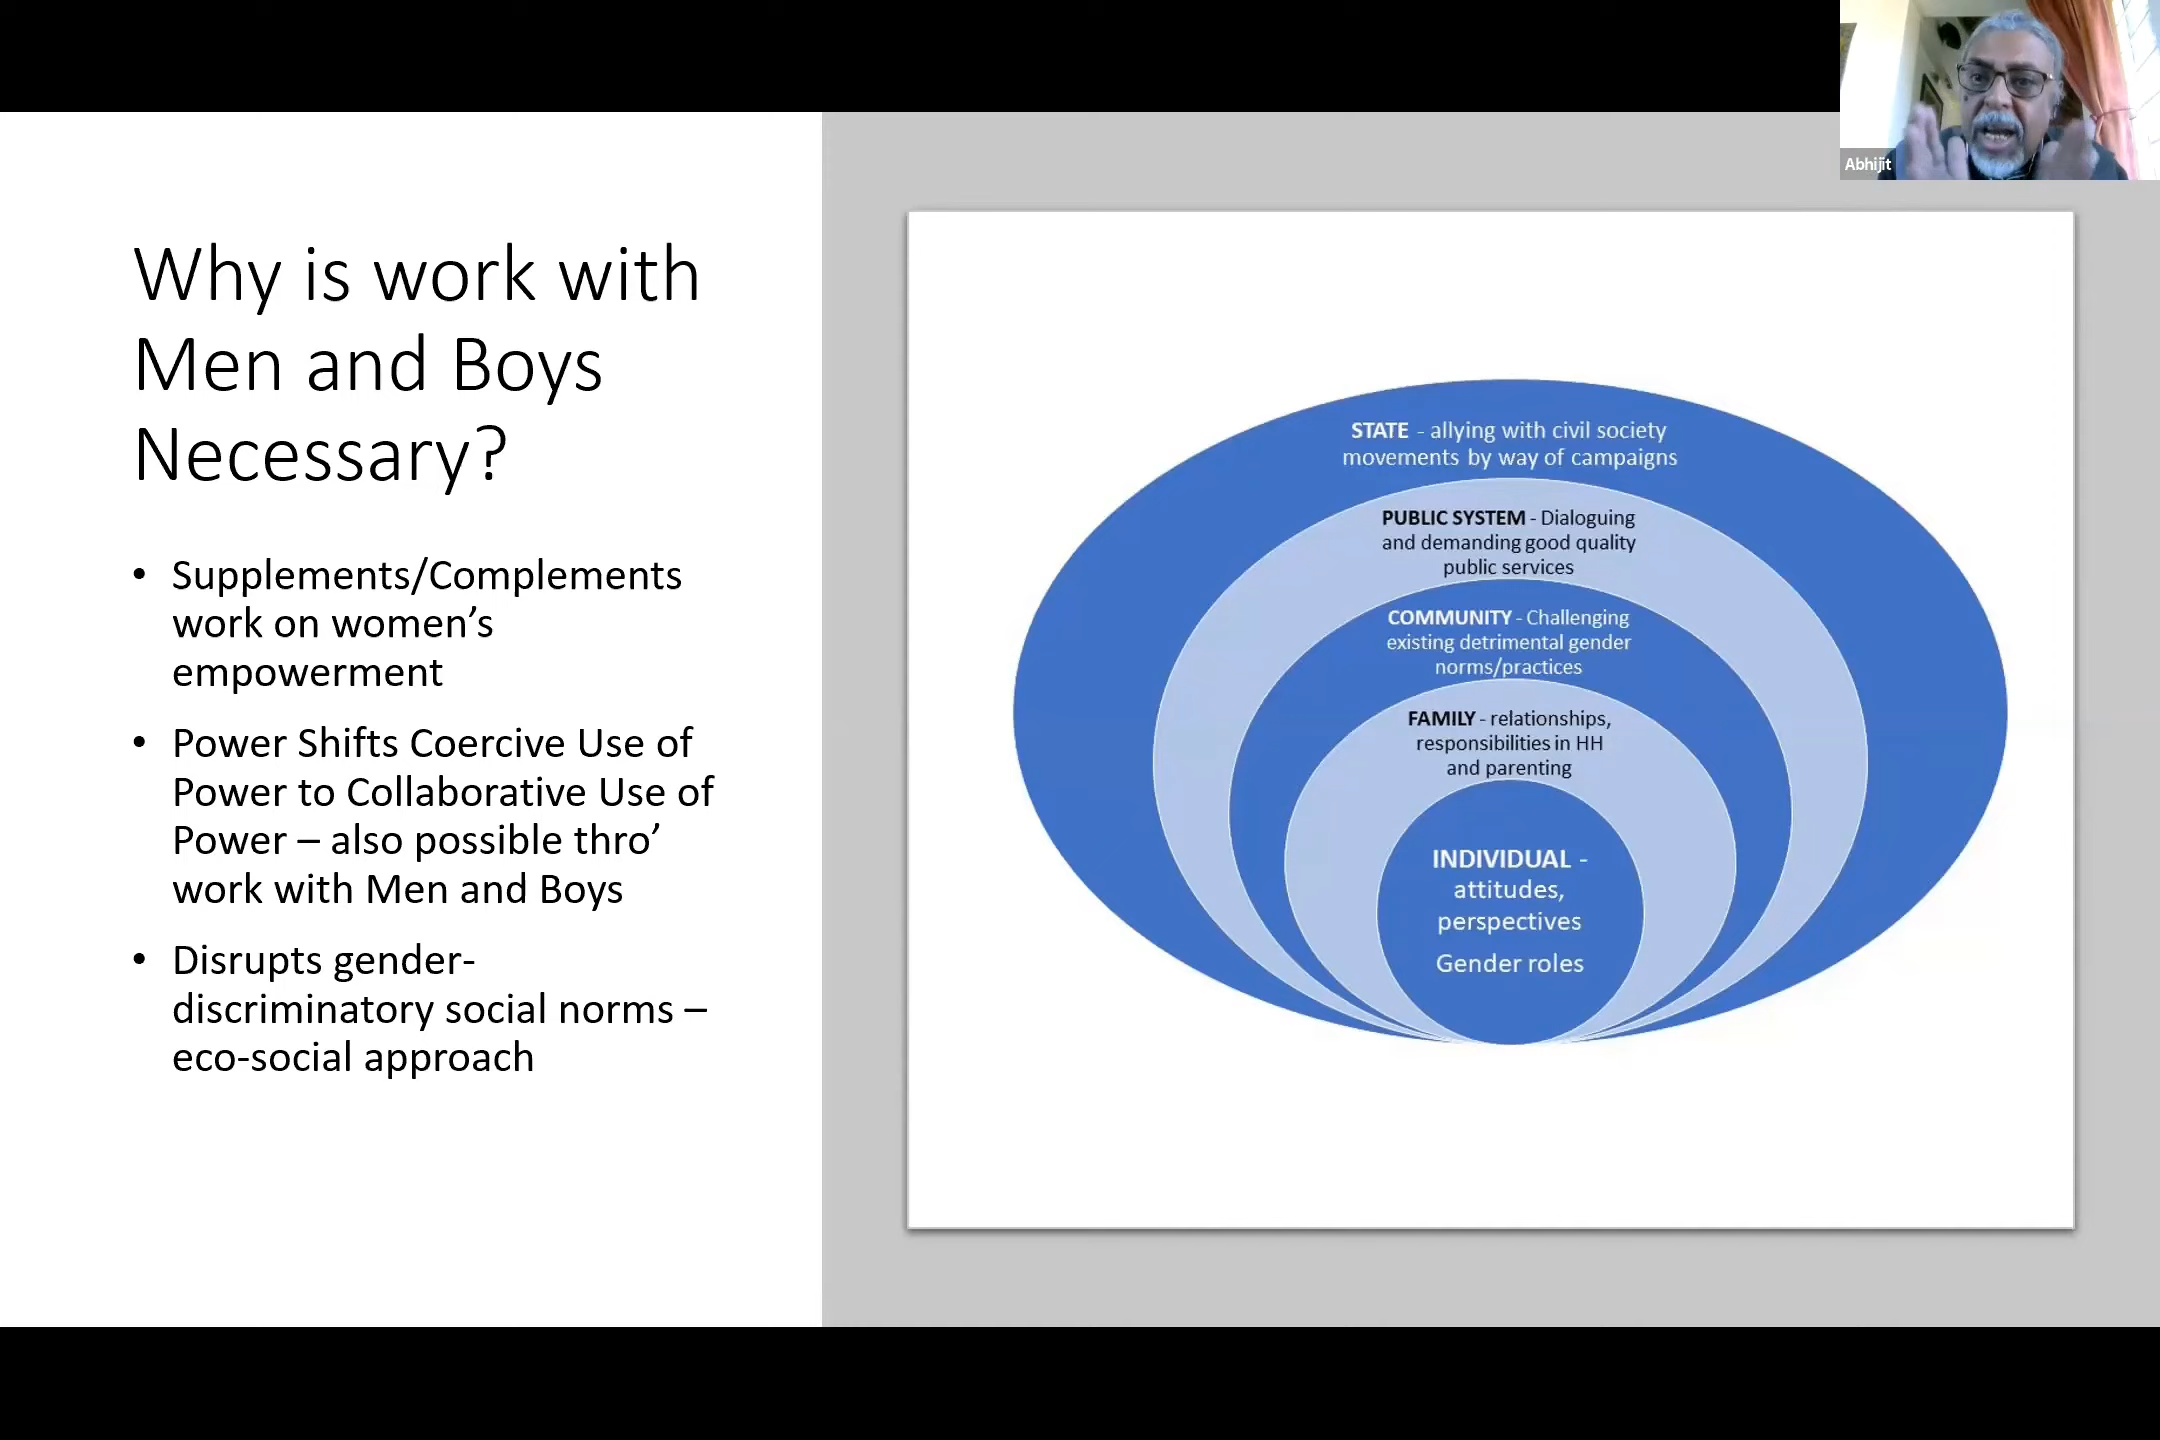 Abhijit
Why is work with
Men and Boys
Necessary?
• Supplements/Complements
work on women’s
empowerment
• Power Shifts Coercive Use of
Power to Collaborative Use of
Power – also possible thro’
work with Men and Boys
• Disrupts gender-
discriminatory social norms –
eco-social approach
STATE - allying with civil society
movements by way of campaigns
PUBLIC SYSTEM - Dialoguing
and demanding good quality
public services
COMMUNITY - Challenging
existing detrimental gender
norms/practices
FAMILY - relationships,
responsibilities in HH
and parenting
INDIVIDUAL -
attitudes,
perspectives
Gender roles